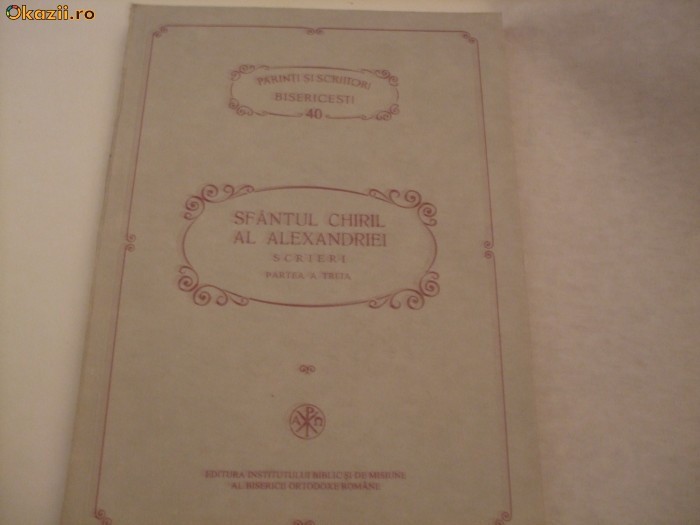 Okazii.ro
PĂRINȚI ȘI SCRIITORI
BISERICEȘTI
40
SFÂNTUL CHIRIL
AL ALEXANDRIEI
SCRIERI
PARTEA A TREIA
A P Ω
EDITURA INSTITUTULUI BIBLIC ȘI DE MISIUNE
AL BISERICII ORTODOXE ROMÂNE